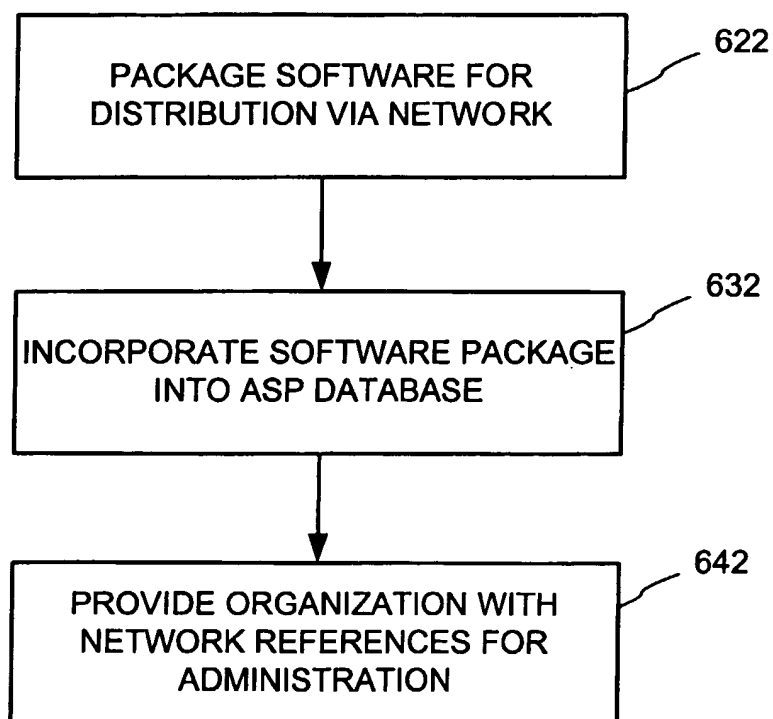 PACKAGE SOFTWARE FOR
DISTRIBUTION VIA NETWORK
622
INCORPORATE SOFTWARE PACKAGE
INTO ASP DATABASE
632
PROVIDE ORGANIZATION WITH
NETWORK REFERENCES FOR
ADMINISTRATION
642